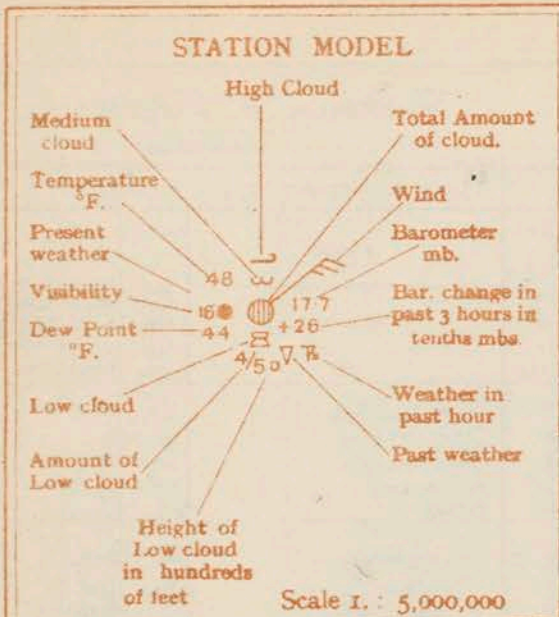 STATION MODEL
High Cloud
Medium
cloud
Total Amount
of cloud.
Temperature
°F.
Wind
Present
weather
Barometer
mb.
48
Visibility
16
17.7
Bar. change in
past 3 hours in
tenths mbs.
Dew Point
°F.
44
+26
4/50
Low cloud
Weather in
past hour
Amount of
Low cloud
Past weather
Height of
Low cloud
in hundreds
of feet
Scale 1. : 5,000,000